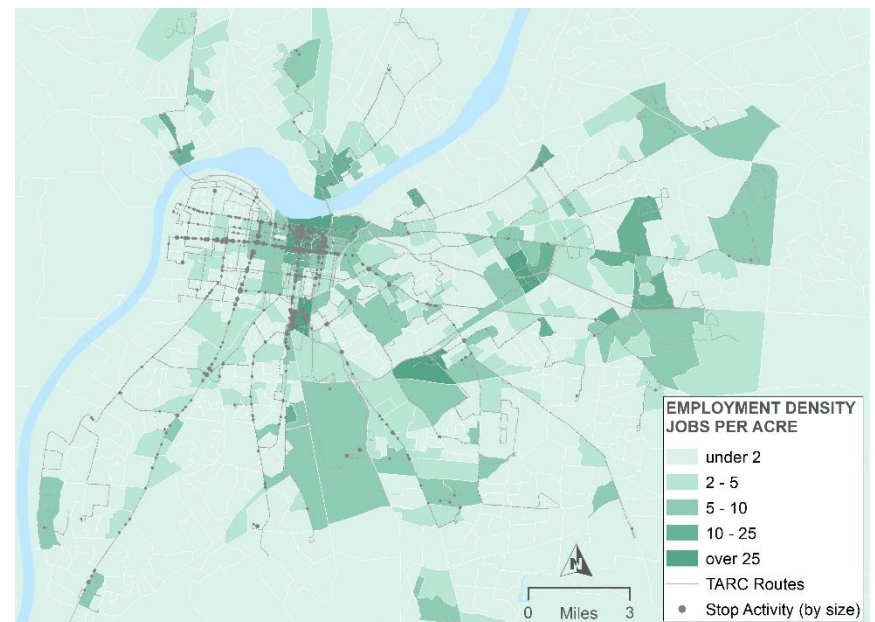 EMPLOYMENT DENSITY
JOBS PER ACRE
under 2
2 - 5
5 - 10
10 - 25
over 25
TARC Routes
Stop Activity (by size)
N
0 Miles 3